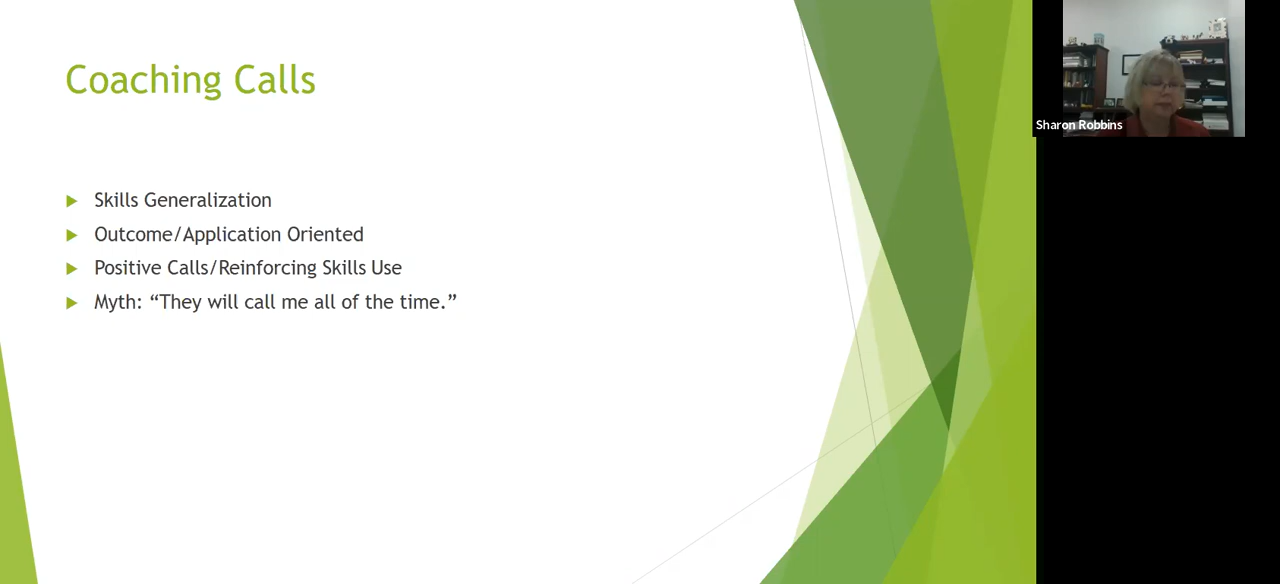 Coaching Calls
Skills Generalization
Outcome/Application Oriented
Positive Calls/Reinforcing Skills Use
Myth: “They will call me all of the time.”
Sharon Robbins